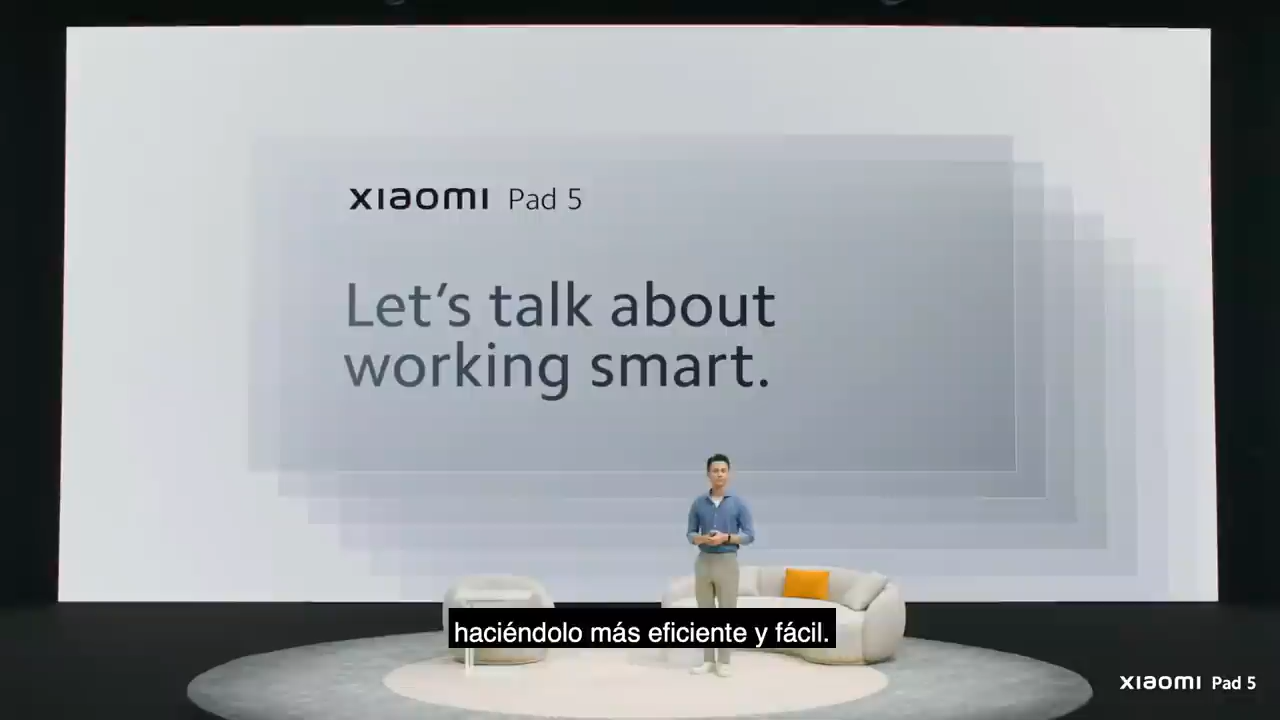 xiaomi Pad 5
Let's talk about
working smart.
haciéndolo más eficiente y fácil.
xiaomi Pad 5